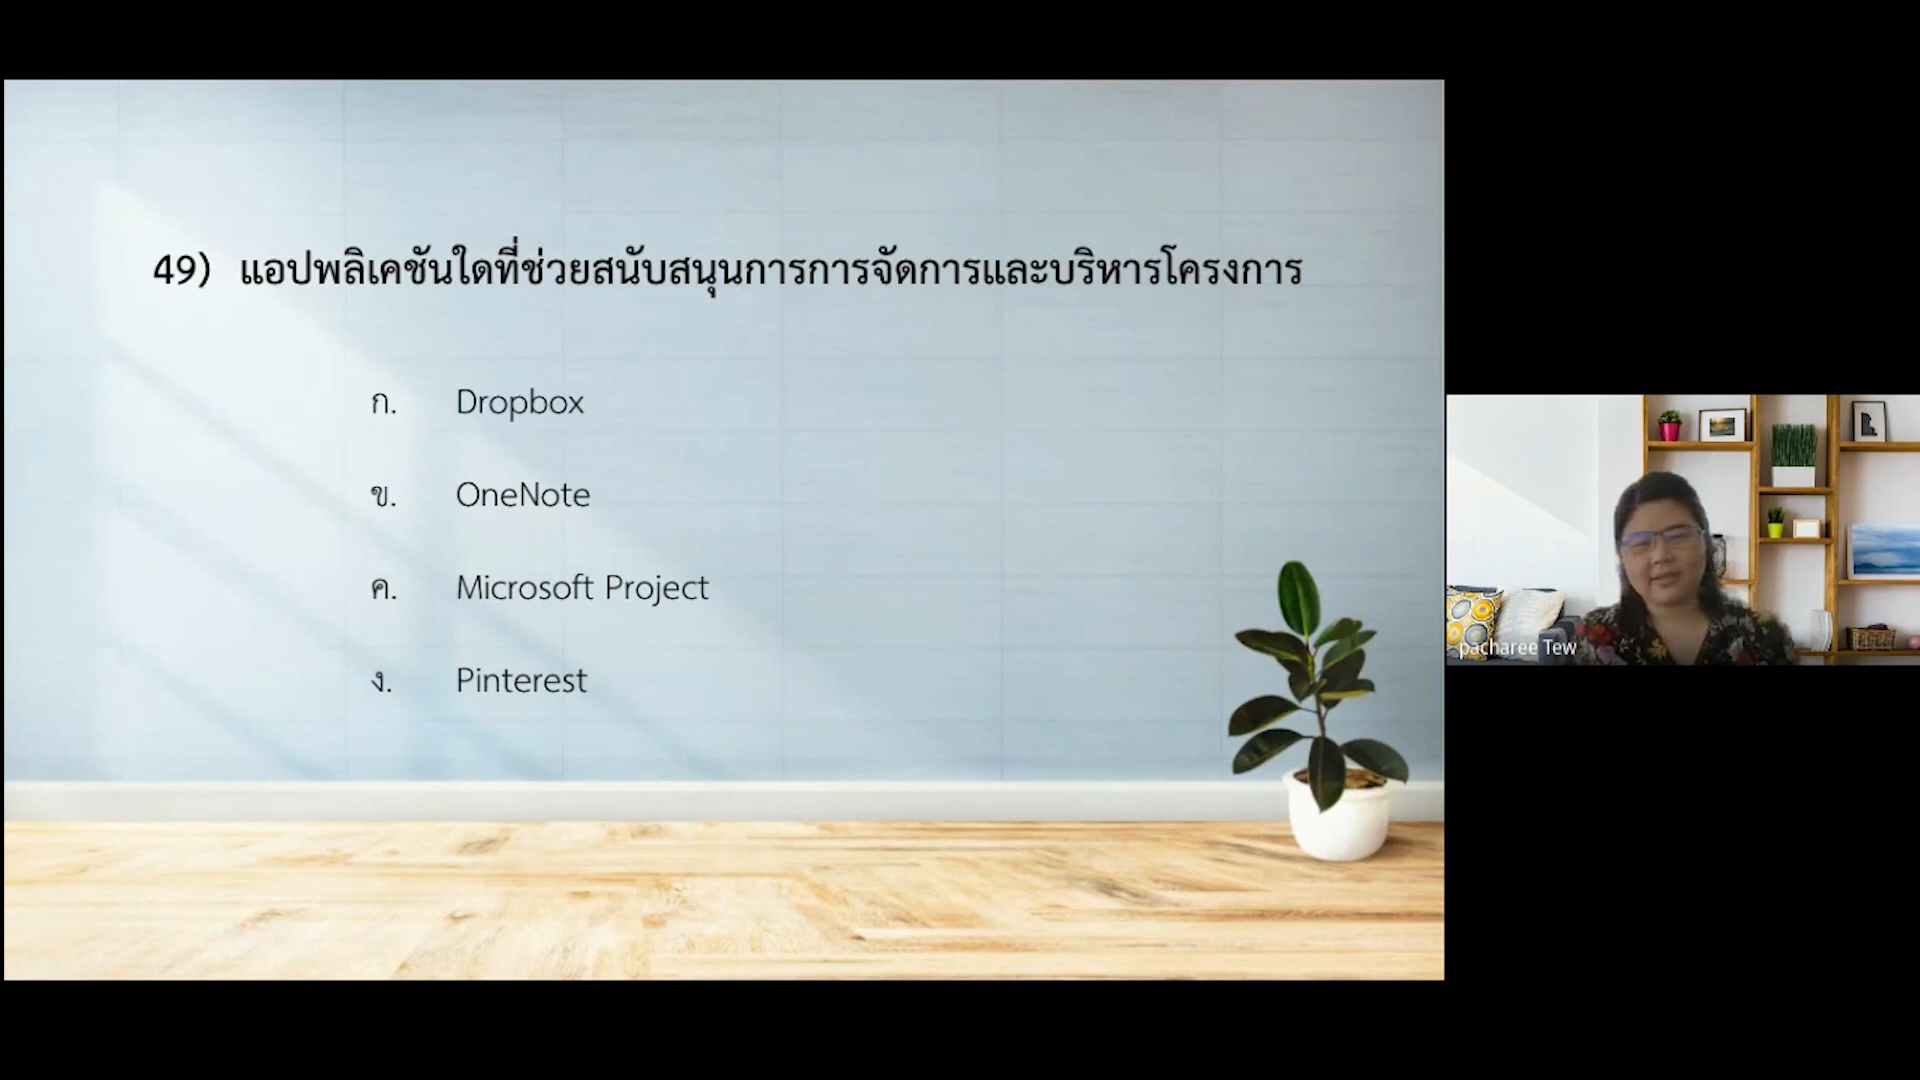 49) แอปพลิเคชันใดที่ช่วยสนับสนุนการการจัดการและบริหารโครงการ
ก. Dropbox
ข. OneNote
ค. Microsoft Project
ง. Pinterest
pacharee Tew